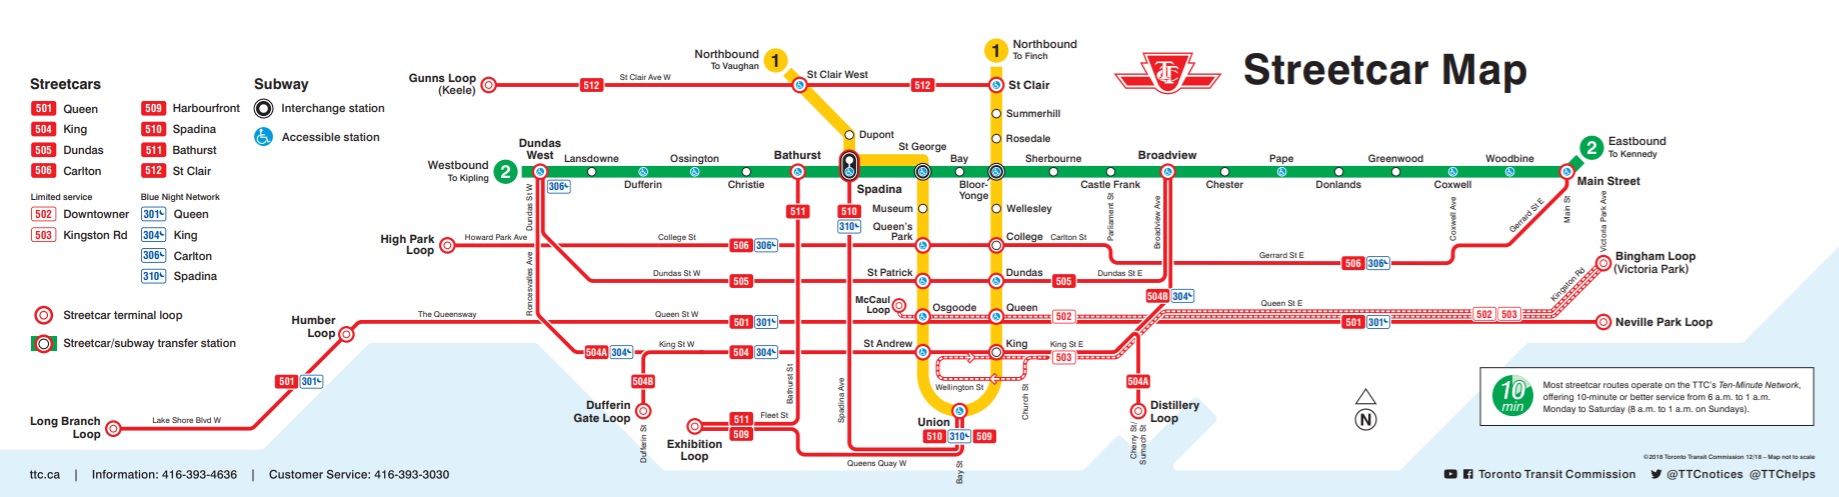 Streetcar Map
Streetcars
501 Queen
504 King
505 Dundas
506 Carlton
509 Harbourfront
510 Spadina
511 Bathurst
512 St Clair
Limited service
502 Downtowner
503 Kingston Rd
Blue Night Network
301 Queen
304 King
306 Carlton
310 Spadina
Subway
Interchange station
Accessible station
Streetcar terminal loop
Streetcar/subway transfer station
Gunns Loop
(Keele)
512
St Clair Ave W
Northbound
To Vaughan
1
St Clair West
512
1
Northbound
To Finch
St Clair
Summerhill
Rosedale
Dupont
TTC
Westbound
To Kipling
2
Dundas
West
306
Lansdowne
Dufferin
Ossington
Christie
Bathurst
Spadina
St George
Bay
Bloor-
Yonge
Sherbourne
Castle Frank
Broadview
Chester
Pape
Donlands
Greenwood
Coxwell
Woodbine
Main Street
2
Eastbound
To Kennedy
511
510
310
Museum
Queen's
Park
Wellesley
College
Carlton St
High Park
Loop
Howard Park Ave
College St
506 306
Dundas St W
Roncesvalles Ave
Parliament St
Broadview Ave
Gerrard St E
506 306
Coxwell Ave
Gerrard St E
Main St
Victoria Park Ave
Dundas St W
505
St Patrick
Dundas
505
Dundas St E
Bingham Loop
(Victoria Park)
Kingston Rd
McCaul
Loop
Osgoode
Queen
502
504B 304
Queen St E
502 503
Humber
Loop
The Queensway
Queen St W
501 301
501 301
Neville Park Loop
504A 304
King St W
504 304
St Andrew
King
King St E
503
Wellington St
Church St
501 301
504B
Dufferin
Gate Loop
Dufferin St
Bathurst St
Spadina Ave
504A
Distillery
Loop
Cherry St/
Sumach St
Long Branch
Loop
Lake Shore Blvd W
Exhibition
Loop
511
509
Fleet St
Union
510 310 509
Queens Quay W
Bay St
N
10
min
Most streetcar routes operate on the TTC's Ten-Minute Network,
offering 10-minute or better service from 6 a.m. to 1 a.m.
Monday to Saturday (8 a.m. to 1 a.m. on Sundays).
©2018 Toronto Transit Commission 12/18 – Map not to scale
ttc.ca | Information: 416-393-4636 | Customer Service: 416-393-3030
Toronto Transit Commission @TTCnotices @TTChelps